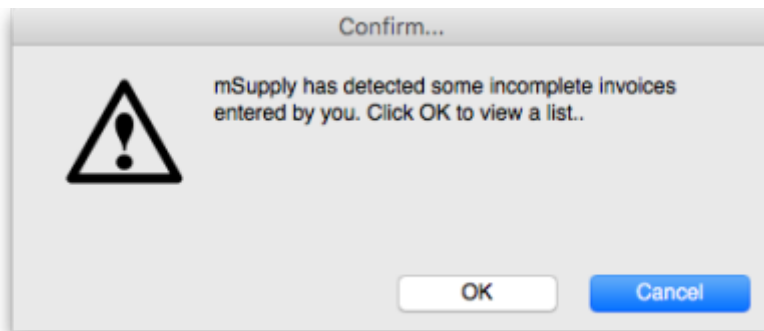 Confirm...
mSupply has detected some incomplete invoices
entered by you. Click OK to view a list..
OK
Cancel